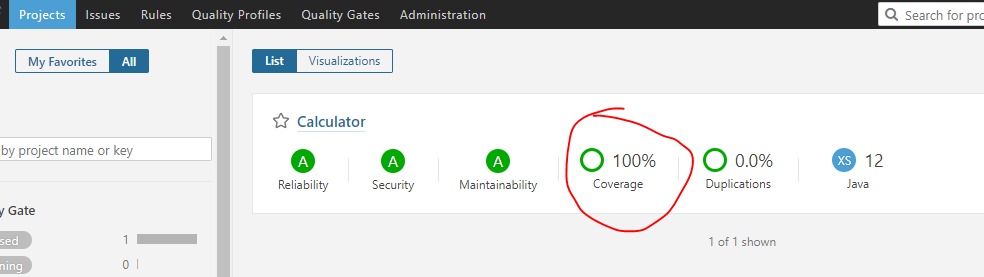 Projects Issues Rules Quality Profiles Quality Gates Administration Search for pro
My Favorites All
List Visualizations
Calculator
by project name or key
A A A 100% 0.0% XS 12
Reliability Security Maintainability Coverage Duplications Java
y Gate
1 of 1 shown
sed 1
ning 0